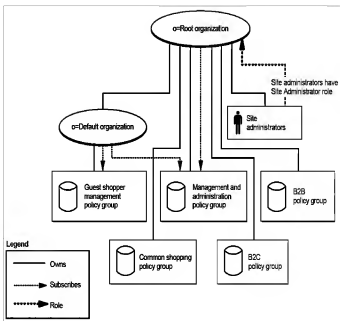 o=Root organization
Site administrators have
Site Administrator role
o=Default organization
Site
administrators
Guest shopper
management
policy group
Management and
administration
policy group
B2B
policy group
Legend
Owns
Subscribes
Role
Common shopping
policy group
B2C
policy group